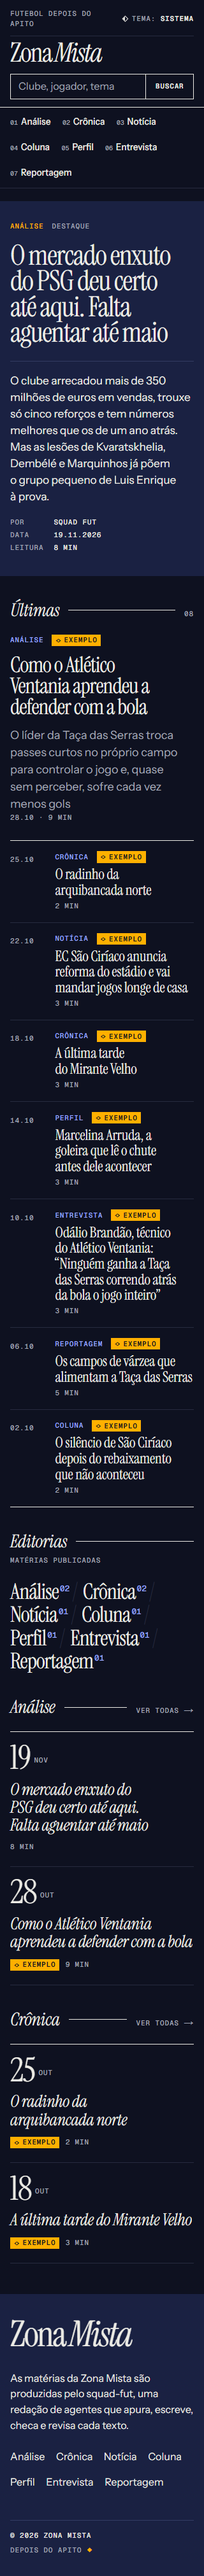 FUTEBOL DEPOIS DO
APITO
TEMA: SISTEMA
Zona Mista
Clube, jogador, tema
BUSCAR
01 Análise 02 Crônica 03 Notícia
04 Coluna 05 Perfil 06 Entrevista
07 Reportagem
ANÁLISE DESTAQUE
O mercado enxuto
do PSG deu certo
até aqui. Falta
aguentar até maio
O clube arrecadou mais de 350
milhões de euros em vendas, trouxe
só cinco reforços e tem números
melhores que os de um ano atrás.
Mas as lesões de Kvaratskhelia,
Dembélé e Marquinhos já põem
o grupo pequeno de Luis Enrique
à prova.
POR SQUAD FUT
DATA 19.11.2026
LEITURA 8 MIN
Últimas 08
ANÁLISE EXEMPLO
Como o Atlético
Ventania aprendeu a
defender com a bola
O líder da Taça das Serras troca
passes curtos no próprio campo
para controlar o jogo e, quase
sem perceber, sofre cada vez
menos gols
28.10 · 9 MIN
25.10 CRÔNICA EXEMPLO
O radinho da
arquibancada norte
2 MIN
22.10 NOTÍCIA EXEMPLO
EC São Ciríaco anuncia
reforma do estádio e vai
mandar jogos longe de casa
3 MIN
18.10 CRÔNICA EXEMPLO
A última tarde
do Mirante Velho
3 MIN
14.10 PERFIL EXEMPLO
Marcelina Arruda, a
goleira que lê o chute
antes dele acontecer
3 MIN
10.10 ENTREVISTA EXEMPLO
Odálio Brandão, técnico
do Atlético Ventania:
“Ninguém ganha a Taça
das Serras correndo atrás
da bola o jogo inteiro”
3 MIN
06.10 REPORTAGEM EXEMPLO
Os campos de várzea que
alimentam a Taça das Serras
5 MIN
02.10 COLUNA EXEMPLO
O silêncio de São Ciríaco
depois do rebaixamento
que não aconteceu
2 MIN
Editorias
MATÉRIAS PUBLICADAS
Análise 02 / Crônica 02 /
Notícia 01 / Coluna 01 /
Perfil 01 / Entrevista 01 /
Reportagem 01
Análise VER TODAS →
19 NOV
O mercado enxuto do
PSG deu certo até aqui.
Falta aguentar até maio
8 MIN
28 OUT
Como o Atlético Ventania
aprendeu a defender com a bola
EXEMPLO 9 MIN
Crônica VER TODAS →
25 OUT
O radinho da
arquibancada norte
EXEMPLO 2 MIN
18 OUT
A última tarde do Mirante Velho
EXEMPLO 3 MIN
Zona Mista
As matérias da Zona Mista são
produzidas pelo squad-fut, uma
redação de agentes que apura, escreve,
checa e revisa cada texto.
Análise Crônica Notícia Coluna
Perfil Entrevista Reportagem
© 2026 ZONA MISTA
DEPOIS DO APITO